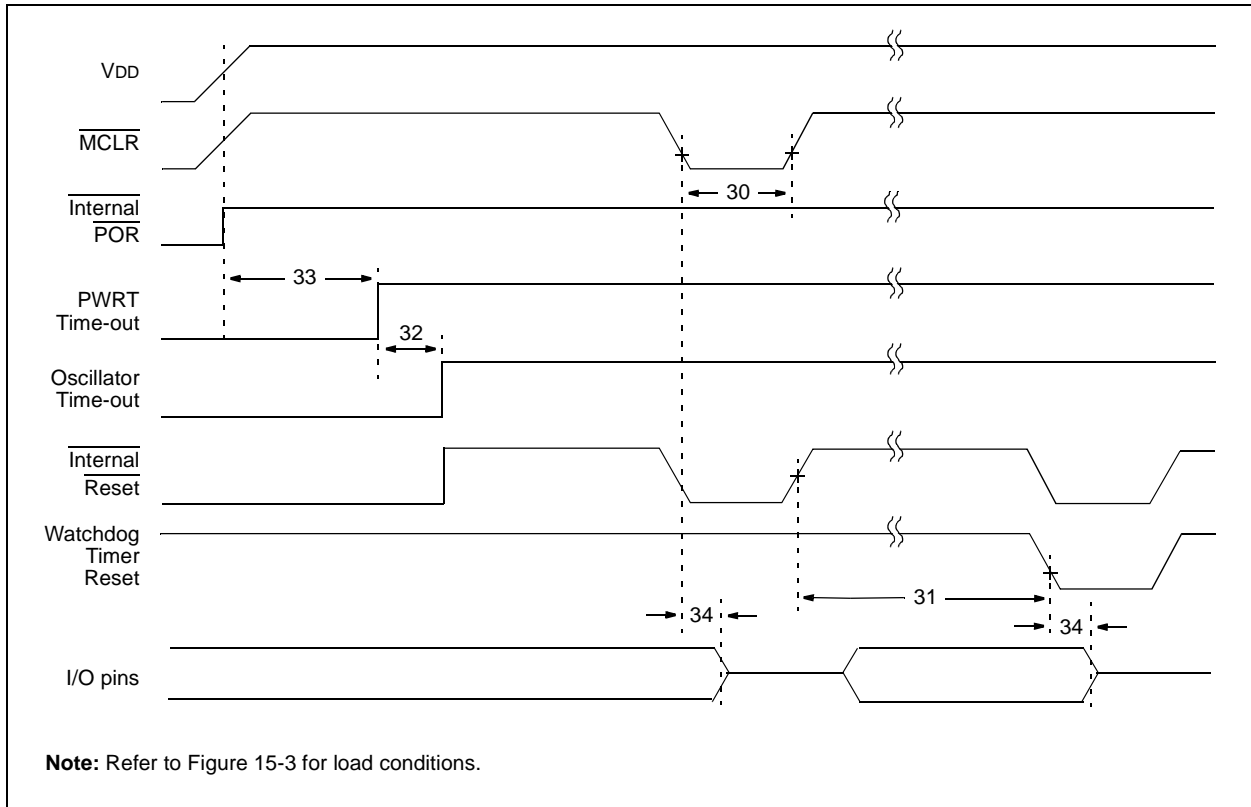 VDD
MCLR
30
Internal
POR
33
PWRT
Time-out
32
Oscillator
Time-out
Internal
Reset
Watchdog
Timer
Reset
31
34
34
I/O pins
Note: Refer to Figure 15-3 for load conditions.